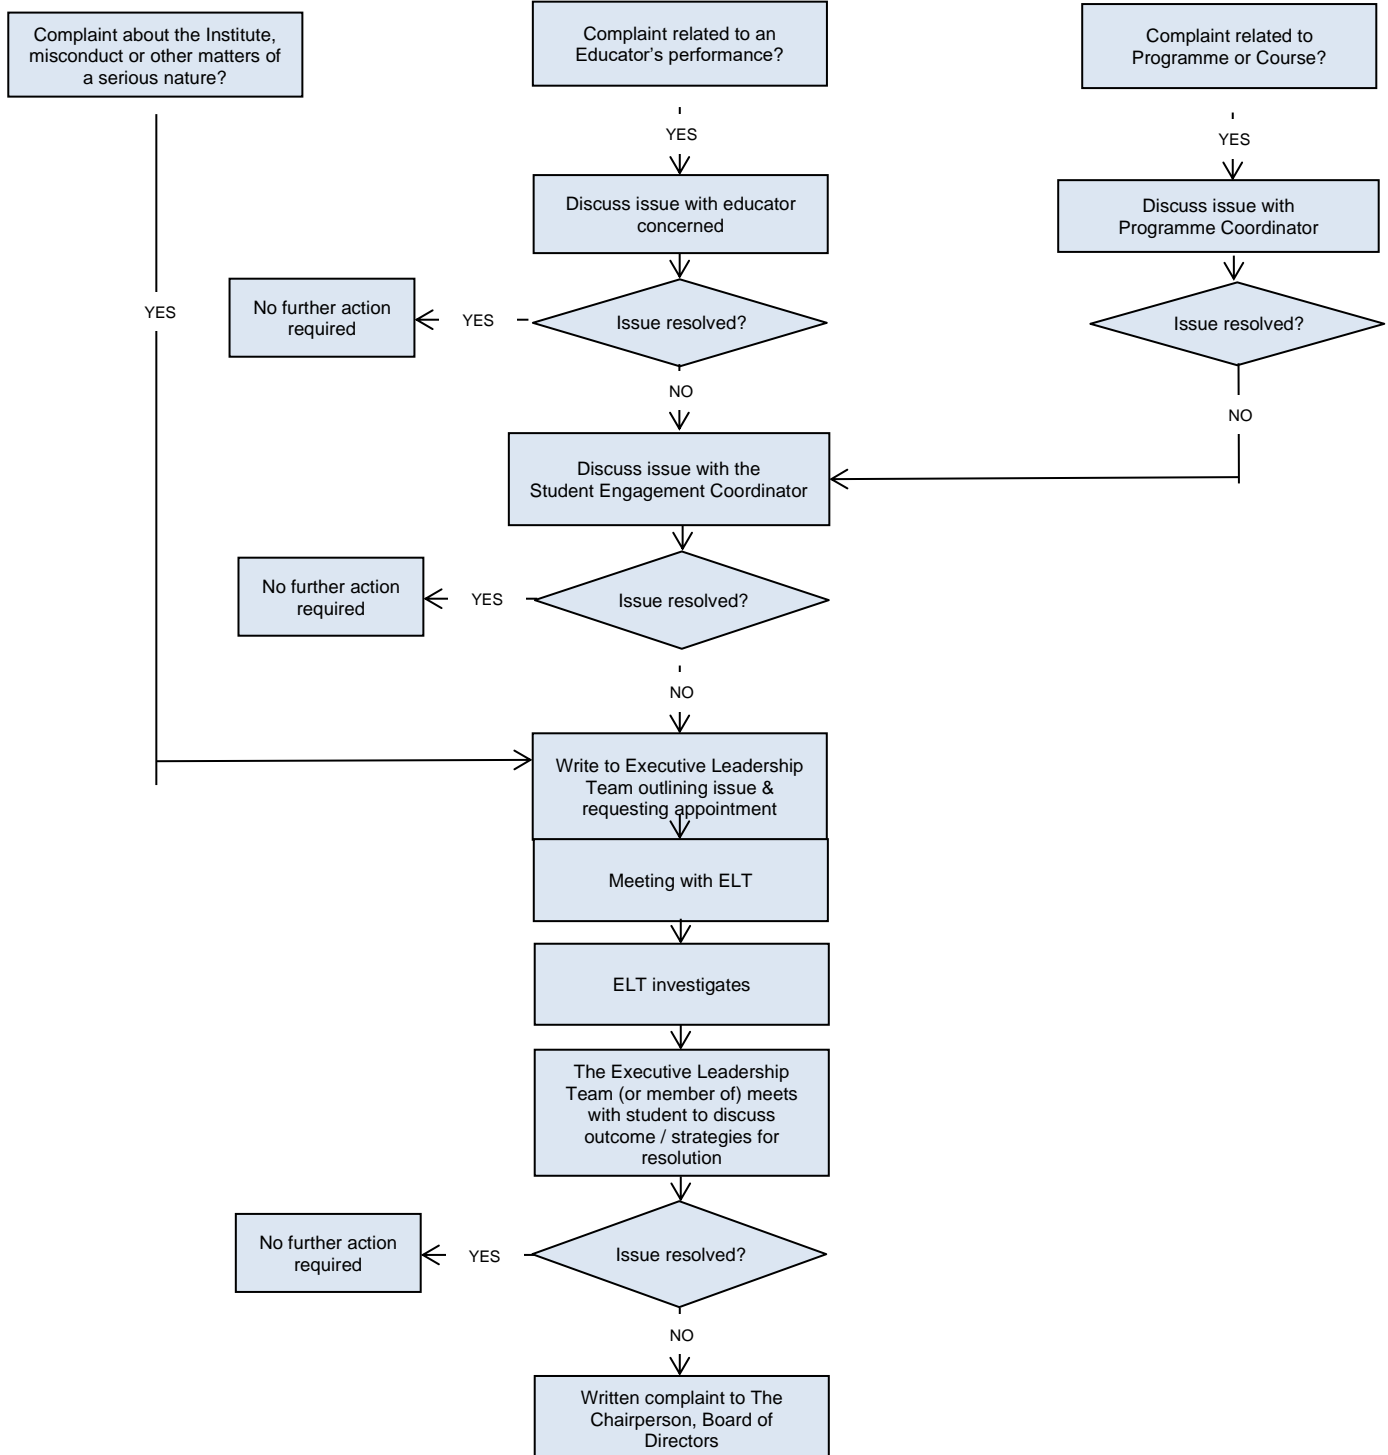 Complaint about the Institute,
misconduct or other matters of
a serious nature?
Complaint related to an
Educator's performance?
Complaint related to
Programme or Course?
YES
YES
Discuss issue with educator
concerned
Discuss issue with
Programme Coordinator
YES
No further action
required
YES
Issue resolved?
Issue resolved?
NO
NO
Discuss issue with the
Student Engagement Coordinator
No further action
required
YES
Issue resolved?
NO
Write to Executive Leadership
Team outlining issue &
requesting appointment
Meeting with ELT
ELT investigates
The Executive Leadership
Team (or member of) meets
with student to discuss
outcome / strategies for
resolution
No further action
required
YES
Issue resolved?
NO
Written complaint to The
Chairperson, Board of
Directors